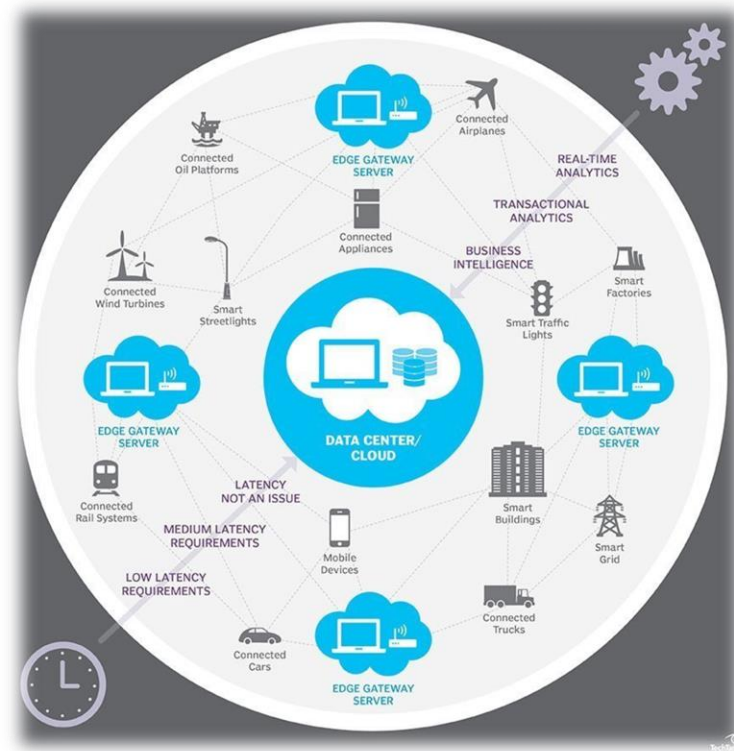 Connected
Airplanes
Connected
Oil Platforms
EDGE GATEWAY
SERVER
REAL-TIME
ANALYTICS
TRANSACTIONAL
ANALYTICS
Connected
Appliances
BUSINESS
INTELLIGENCE
Connected
Wind Turbines
Smart
Streetlights
Smart Traffic
Lights
Smart
Factories
EDGE GATEWAY
SERVER
DATA CENTER/
CLOUD
EDGE GATEWAY
SERVER
LATENCY
NOT AN ISSUE
Connected
Rail Systems
MEDIUM LATENCY
REQUIREMENTS
Mobile
Devices
Smart
Buildings
Smart
Grid
LOW LATENCY
REQUIREMENTS
Connected
Cars
Connected
Trucks
EDGE GATEWAY
SERVER